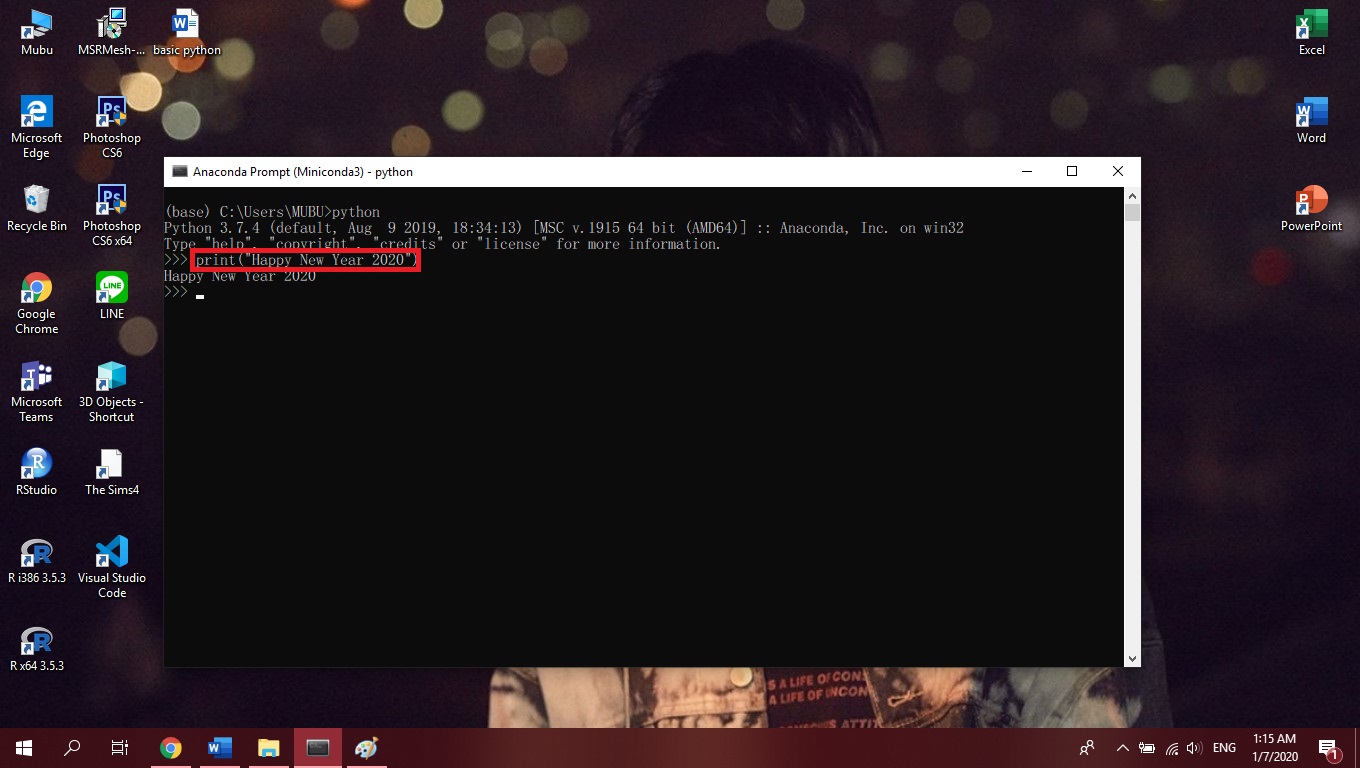 Mubu
MSRMesh-...
basic python
Excel
Microsoft
Edge
Photoshop
CS6
Word
Anaconda Prompt (Miniconda3) - python
Recycle Bin
Photoshop
CS6 x64
PowerPoint
(base) C:\Users\MUBU>python
Python 3.7.4 (default, Aug  9 2019, 18:34:13) [MSC v.1915 64 bit (AMD64)] :: Anaconda, Inc. on win32
Type "help", "copyright", "credits" or "license" for more information.
>>> print("Happy New Year 2020")
Happy New Year 2020
>>>
Google
Chrome
LINE
LINE
Microsoft
Teams
3D Objects -
Shortcut
RStudio
The Sims4
R i386 3.5.3
Visual Studio
Code
R x64 3.5.3
S A LIFE OF CONS
A LIFE OF UNCON
ENG
1:15 AM
1/7/2020
1